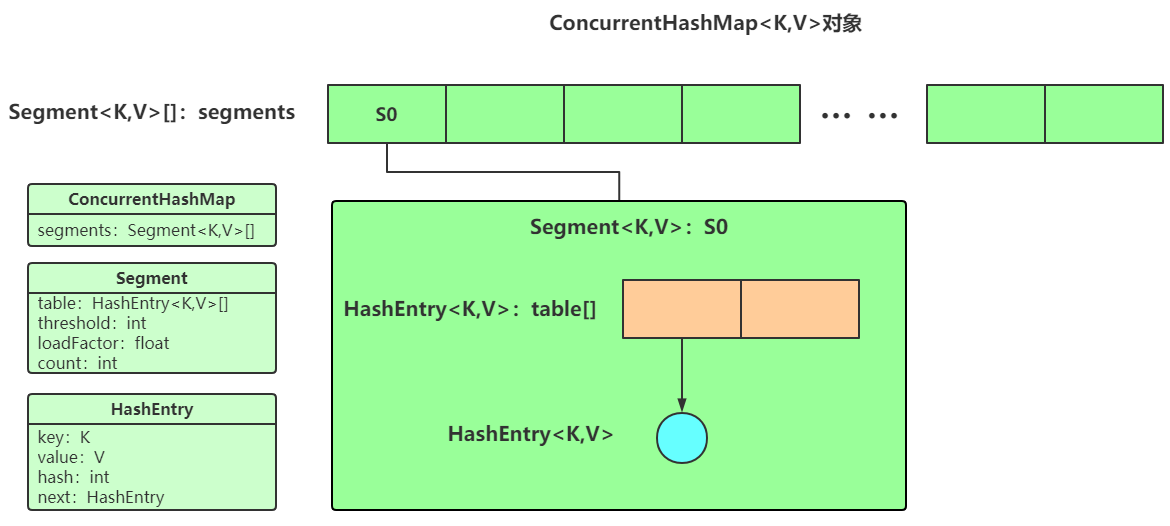 ConcurrentHashMap<K,V>对象
Segment<K,V>[]：segments
S0
... ...
ConcurrentHashMap
segments：Segment<K,V>[]
Segment
table：HashEntry<K,V>[]
threshold：int
loadFactor：float
count：int
HashEntry
key：K
value：V
hash：int
next：HashEntry
Segment<K,V>：S0
HashEntry<K,V>：table[]
HashEntry<K,V>